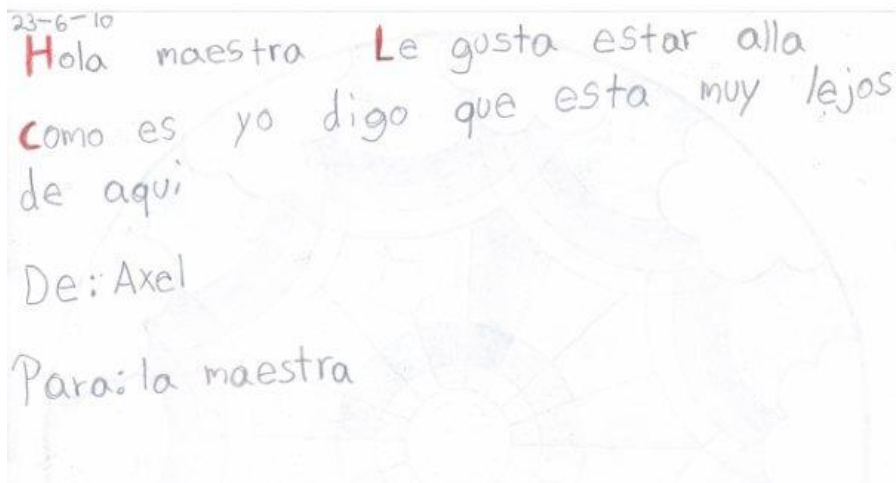 23-6-10
Hola maestra Le gusta estar alla
como es yo digo que esta muy lejos
de aqui
De: Axel
Para: la maestra